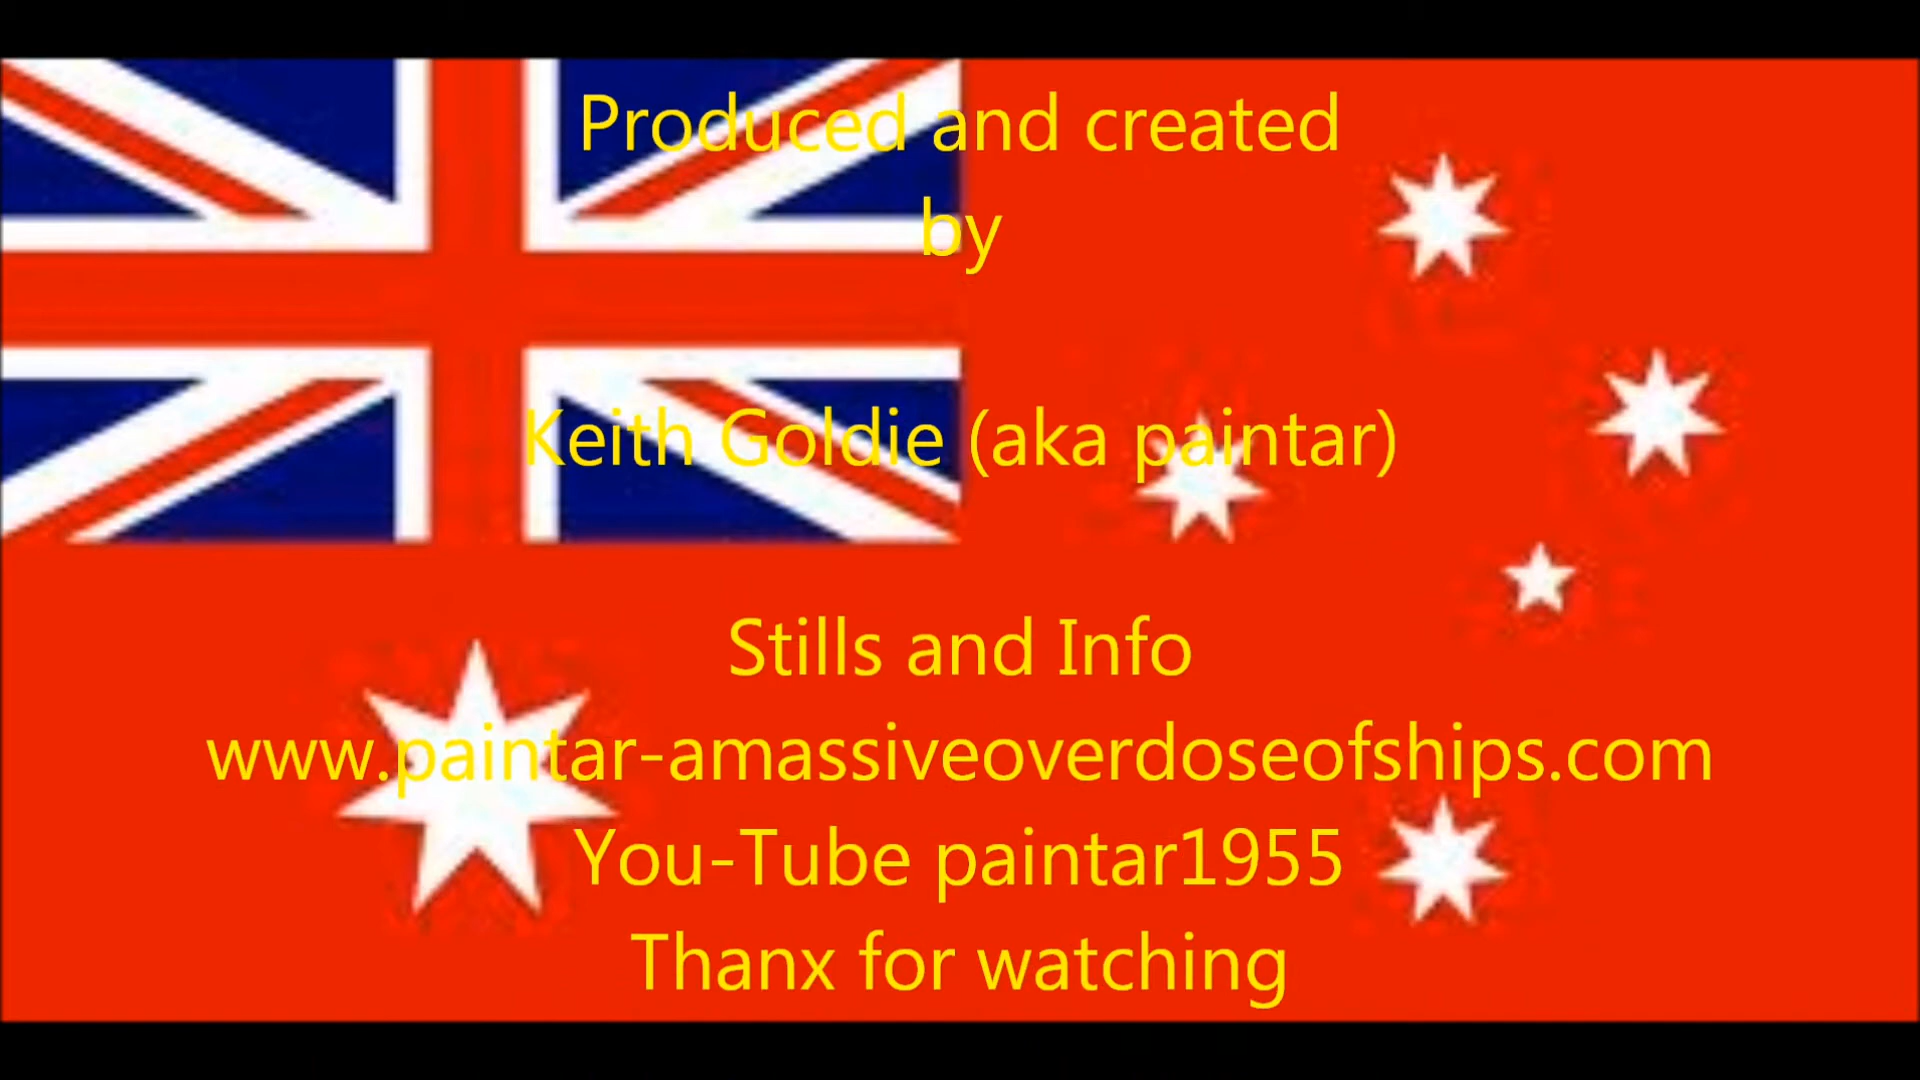 Produced and created
by
Keith Goldie (aka paintar)
Stills and Info
www.paintar-amassiveoverdoseofships.com
You-Tube paintar1955
Thanx for watching